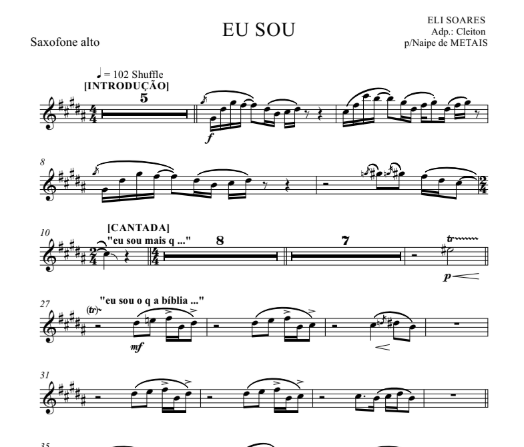 EU SOU
ELI SOARES
Adp.: Cleiton
p/Naipe de METAIS
Saxofone alto
♩ = 102 Shuffle
[INTRODUÇÃO]
5
f
8
10
[CANTADA]
"eu sou mais q ..."
8
7
tr
p
27
(tr)
"eu sou o q a bíblia ..."
mf
31